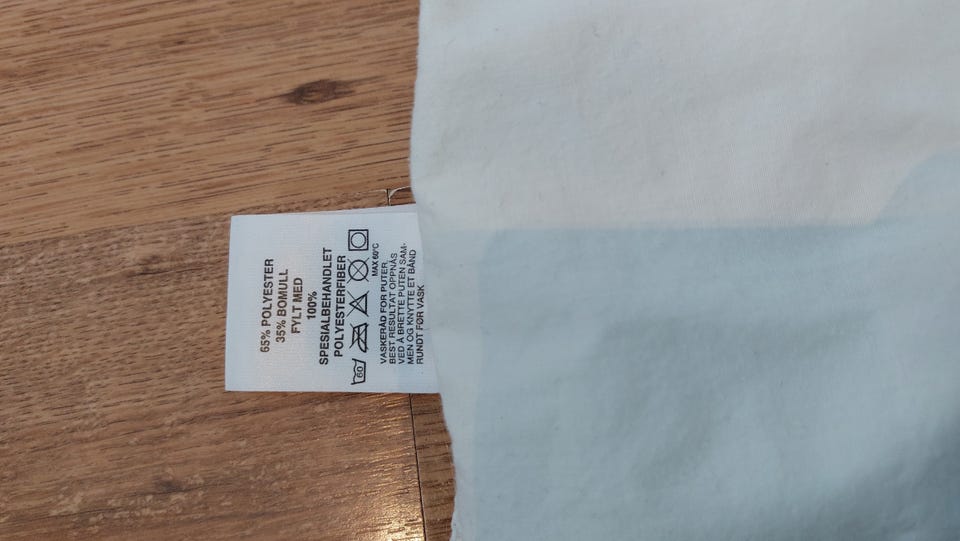 65% POLYESTER
35% BOMULL
FYLT MED
100%
SPESIALBEHANDLET
POLYESTERFIBER
60
MAX 60°C
VASKERÅD FOR PUTER.
BEST RESULTAT OPPNÅS
VED Å BRETTE PUTEN SAM-
MEN OG KNYTTE ET BÅND
RUNDT FØR VASK